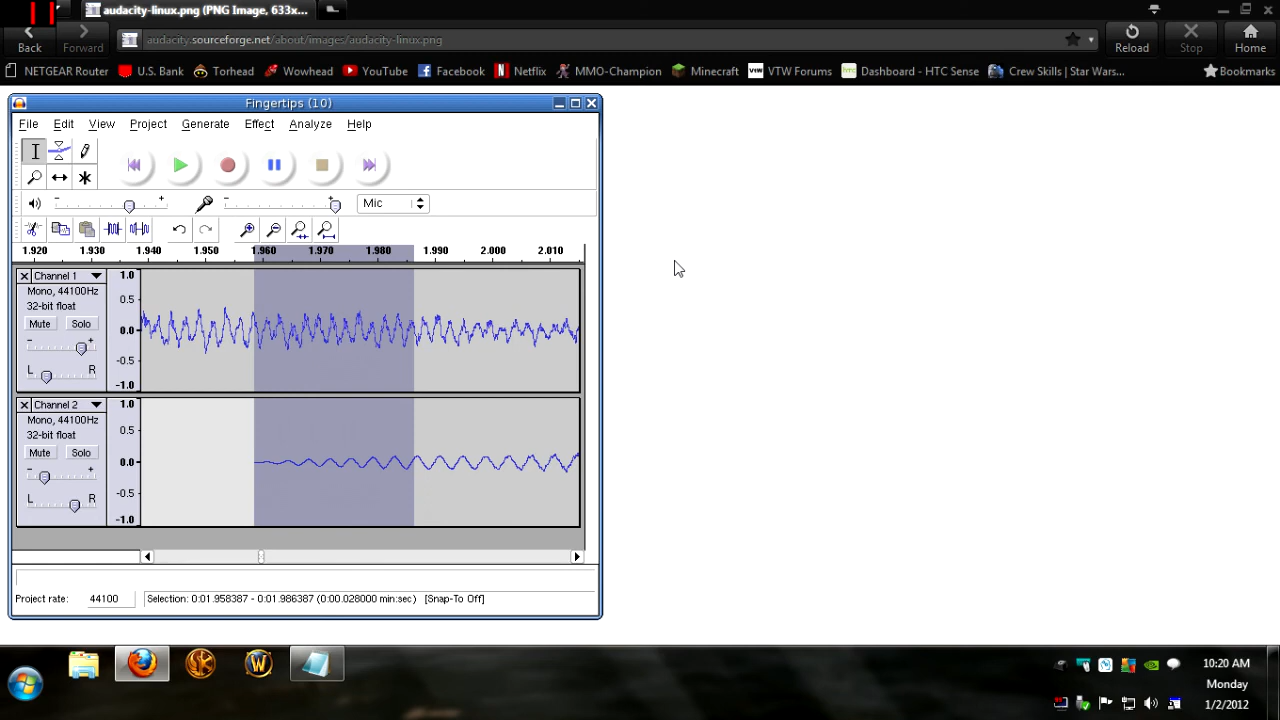 audacity-linux.png (PNG Image, 633x...
Back
Forward
audacity.sourceforge.net/about/images/audacity-linux.png
Reload
Stop
Home
NETGEAR Router
U.S. Bank
Torhead
Wowhead
YouTube
Facebook
Netflix
MMO-Champion
Minecraft
VTW Forums
Dashboard - HTC Sense
Crew Skills | Star Wars...
Bookmarks
Fingertips (10)
File Edit View Project Generate Effect Analyze Help
Mic
1.920 1.930 1.940 1.950 1.960 1.970 1.980 1.990 2.000 2.010
Channel 1
Mono, 44100Hz
32-bit float
Mute Solo
- +
L R
1.0
0.5
0.0
-0.5
-1.0
Channel 2
Mono, 44100Hz
32-bit float
Mute Solo
- +
L R
1.0
0.5
0.0
-0.5
-1.0
Project rate: 44100 Selection: 0:01.958387 - 0:01.986387 (0:00.028000 min:sec) [Snap-To Off]
10:20 AM
Monday
1/2/2012